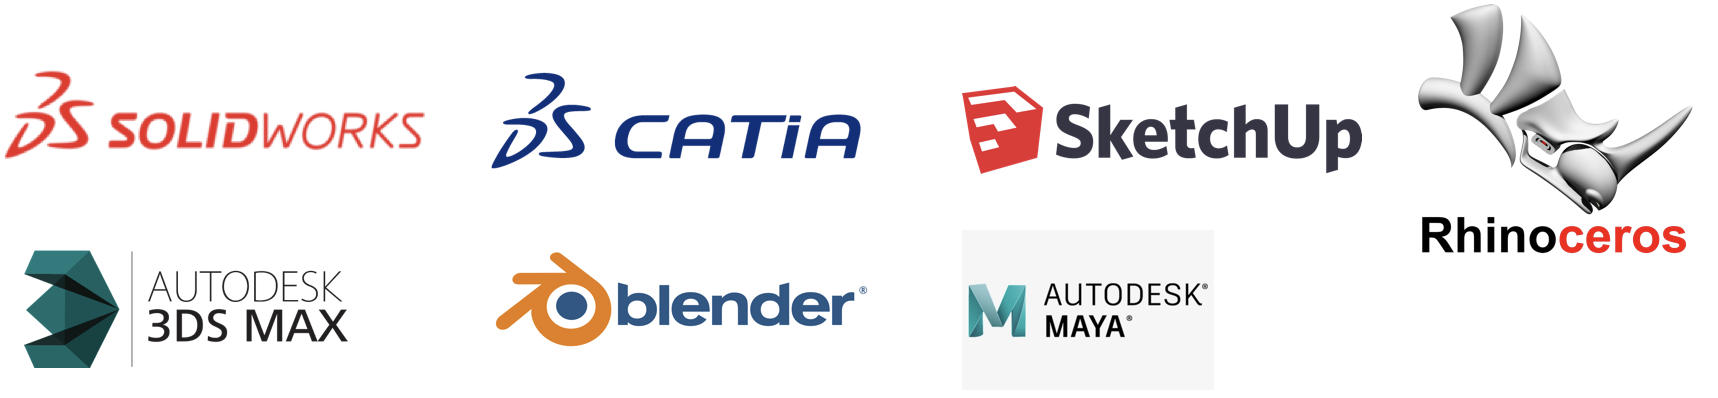 SOLIDWORKS
CATIA
SketchUp
Rhinoceros
AUTODESK
3DS MAX
blender®
AUTODESK®
MAYA®